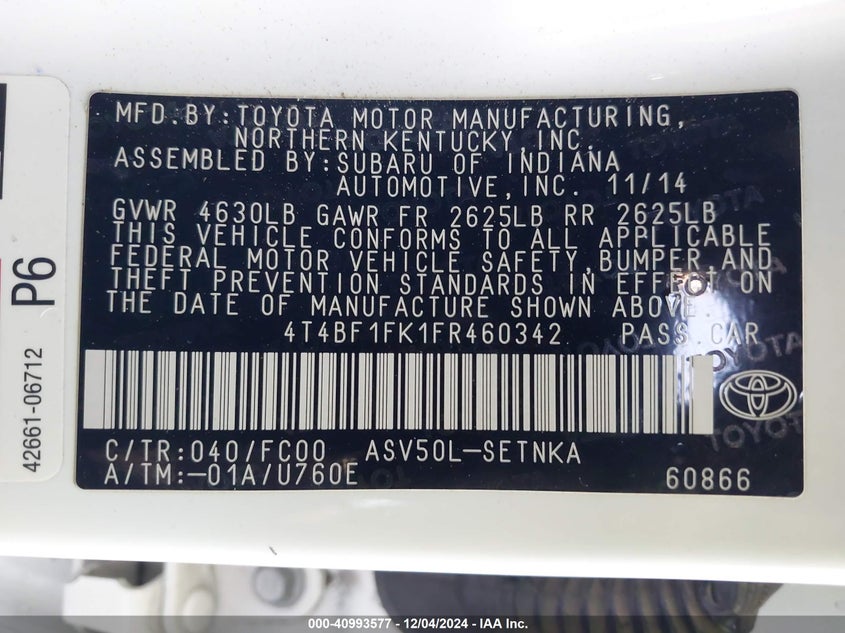 MFD.BY:TOYOTA MOTOR MANUFACTURING,
NORTHERN KENTUCKY,INC.
ASSEMBLED BY:SUBARU OF INDIANA
AUTOMOTIVE,INC. 11/14
GVWR 4630LB GAWR FR 2625LB RR 2625LB
THIS VEHICLE CONFORMS TO ALL APPLICABLE
FEDERAL MOTOR VEHICLE SAFETY,BUMPER AND
THEFT PREVENTION STANDARDS IN EFFECT ON
THE DATE OF MANUFACTURE SHOWN ABOVE.
4T4BF1FK1FR460342 PASS.CAR
C/TR:040/FC00 ASV50L-SETNKA
A/TM:-01A/U760E 60866
P6
42661-06712
TOYOTA
TOYOTA
TOYOTA
000-40993577 - 12/04/2024 - IAA Inc.